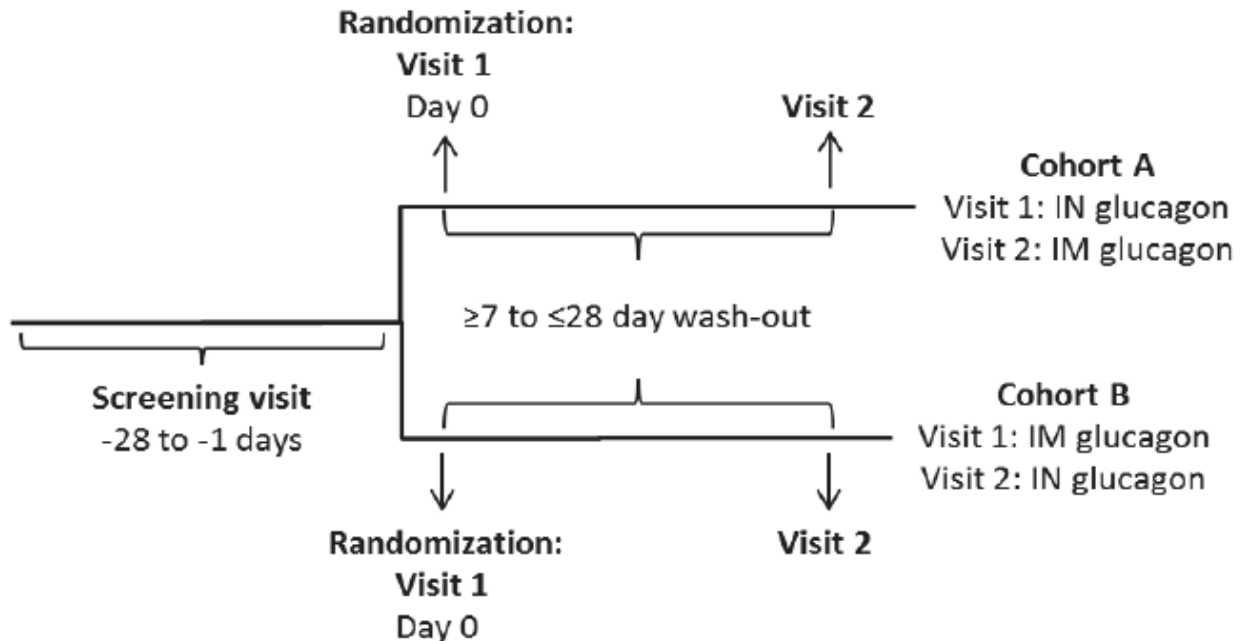 Randomization:
Visit 1
Day 0
Visit 2
Cohort A
Visit 1: IN glucagon
Visit 2: IM glucagon
≥7 to ≤28 day wash-out
Screening visit
-28 to -1 days
Cohort B
Visit 1: IM glucagon
Visit 2: IN glucagon
Randomization:
Visit 1
Day 0
Visit 2